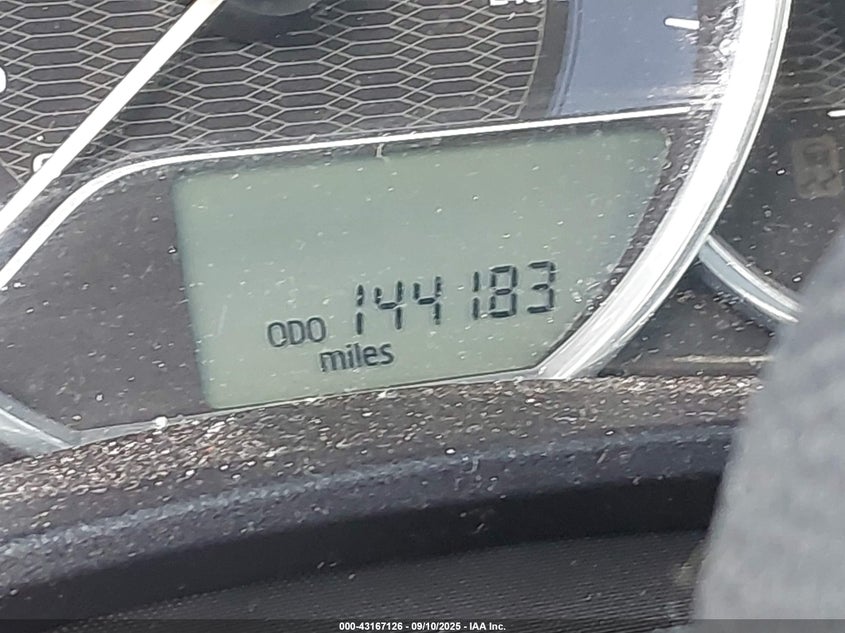 ODO 144183
miles
000-43167126 - 09/10/2025 - IAA Inc.